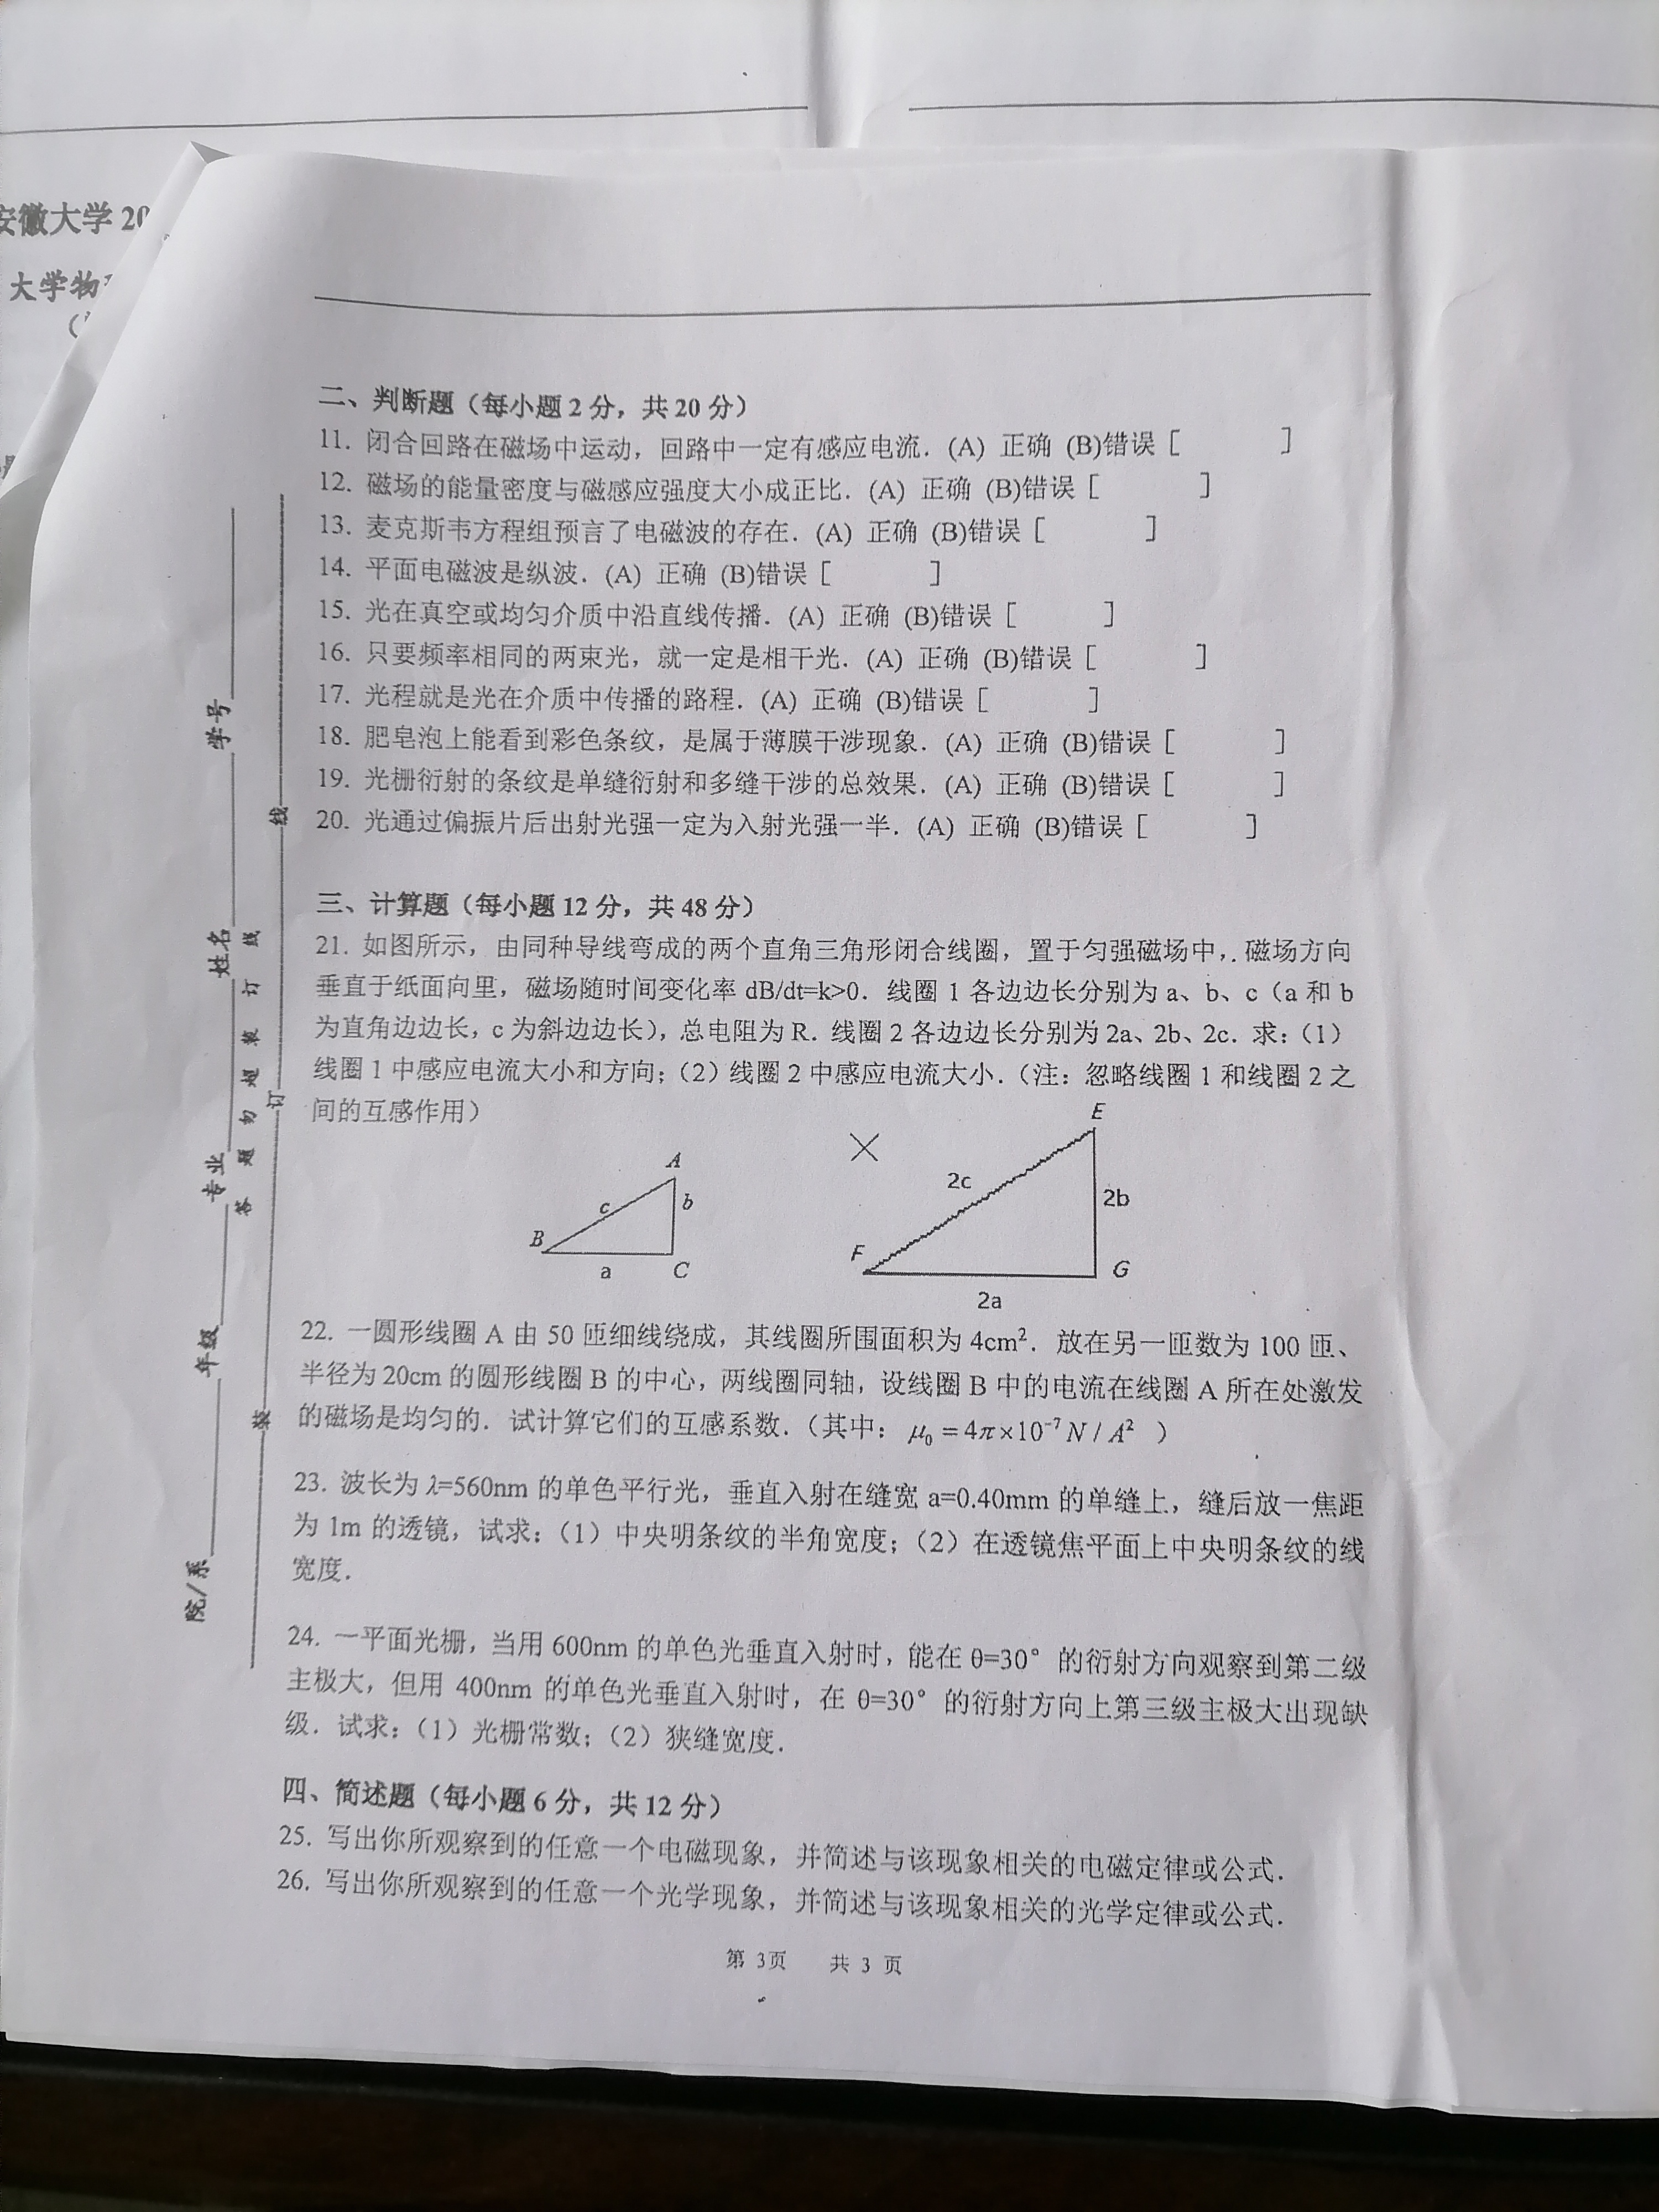 安徽大学 20
大学物
二、判断题（每小题 2 分，共 20 分）
11. 闭合回路在磁场中运动，回路中一定有感应电流. (A) 正确 (B)错误 [ ]
12. 磁场的能量密度与磁感应强度大小成正比. (A) 正确 (B)错误 [ ]
13. 麦克斯韦方程组预言了电磁波的存在. (A) 正确 (B)错误 [ ]
14. 平面电磁波是纵波. (A) 正确 (B)错误 [ ]
15. 光在真空或均匀介质中沿直线传播. (A) 正确 (B)错误 [ ]
16. 只要频率相同的两束光，就一定是相干光. (A) 正确 (B)错误 [ ]
17. 光程就是光在介质中传播的路程. (A) 正确 (B)错误 [ ]
18. 肥皂泡上能看到彩色条纹，是属于薄膜干涉现象. (A) 正确 (B)错误 [ ]
19. 光栅衍射的条纹是单缝衍射和多缝干涉的总效果. (A) 正确 (B)错误 [ ]
20. 光通过偏振片后出射光强一定为入射光强一半. (A) 正确 (B)错误 [ ]
三、计算题（每小题 12 分，共 48 分）
21. 如图所示，由同种导线弯成的两个直角三角形闭合线圈，置于匀强磁场中，. 磁场方向
垂直于纸面向里，磁场随时间变化率 dB/dt=k>0. 线圈 1 各边边长分别为 a、b、c（a 和 b
为直角边边长，c 为斜边边长），总电阻为 R. 线圈 2 各边边长分别为 2a、2b、2c. 求：（1）
线圈 1 中感应电流大小和方向；（2）线圈 2 中感应电流大小.（注：忽略线圈 1 和线圈 2 之
间的互感作用）
A
B
C
c
b
a
E
F
G
2c
2b
2a
22. 一圆形线圈 A 由 50 匝细线绕成，其线圈所围面积为 4cm². 放在另一匝数为 100 匝、
半径为 20cm 的圆形线圈 B 的中心，两线圈同轴，设线圈 B 中的电流在线圈 A 所在处激发
的磁场是均匀的. 试计算它们的互感系数.（其中：μ₀ = 4π×10⁻⁷ N / A² ）
23. 波长为 λ=560nm 的单色平行光，垂直入射在缝宽 a=0.40mm 的单缝上，缝后放一焦距
为 1m 的透镜，试求：（1）中央明条纹的半角宽度；（2）在透镜焦平面上中央明条纹的线
宽度.
24. 一平面光栅，当用 600nm 的单色光垂直入射时，能在 θ=30° 的衍射方向观察到第二级
主极大，但用 400nm 的单色光垂直入射时，在 θ=30° 的衍射方向上第三级主极大出现缺
级. 试求：（1）光栅常数；（2）狭缝宽度.
四、简述题（每小题 6 分，共 12 分）
25. 写出你所观察到的任意一个电磁现象，并简述与该现象相关的电磁定律或公式.
26. 写出你所观察到的任意一个光学现象，并简述与该现象相关的光学定律或公式.
第 3页 共 3 页
院/系 年级 专业 姓名 学号
答 题 勿 超 装 订 线
装 订 线